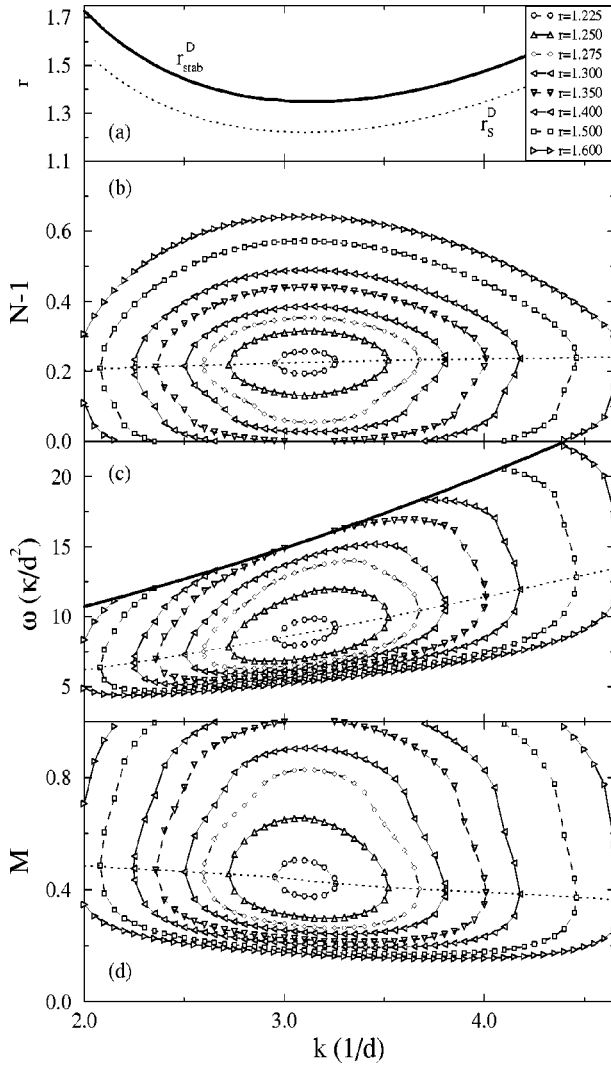 1.7
1.5
1.3
1.1
r
r_stab^D
r_S^D
(a)
r=1.225
r=1.250
r=1.275
r=1.300
r=1.350
r=1.400
r=1.500
r=1.600
(b)
0.6
0.4
0.2
0.0
N-1
(c)
20
15
10
5
ω (κ/d²)
0.8
0.4
0.0
M
(d)
2.0
3.0
4.0
k (1/d)